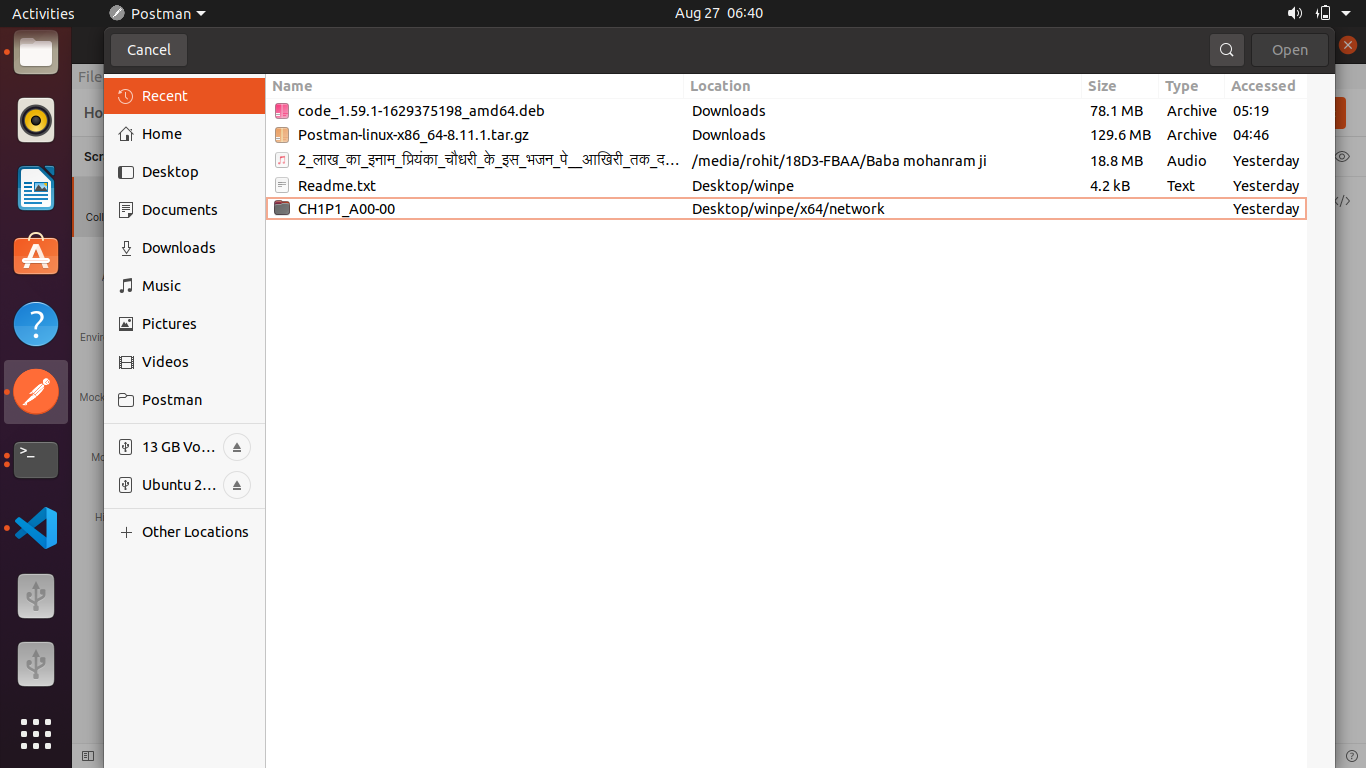 Activities Postman Aug 27 06:40
Cancel Open
File
Ho
Scr
Coll
Envir
Mock
Mo
Hi
Recent
Home
Desktop
Documents
Downloads
Music
Pictures
Videos
Postman
13 GB Vo...
Ubuntu 2...
Other Locations
Name Location Size Type Accessed
code_1.59.1-1629375198_amd64.deb Downloads 78.1 MB Archive 05:19
Postman-linux-x86_64-8.11.1.tar.gz Downloads 129.6 MB Archive 04:46
2_लाख_का_इनाम_प्रियंका_चौधरी_के_इस_भजन_पे__आखिरी_तक_द... /media/rohit/18D3-FBAA/Baba mohanram ji 18.8 MB Audio Yesterday
Readme.txt Desktop/winpe 4.2 kB Text Yesterday
CH1P1_A00-00 Desktop/winpe/x64/network Yesterday